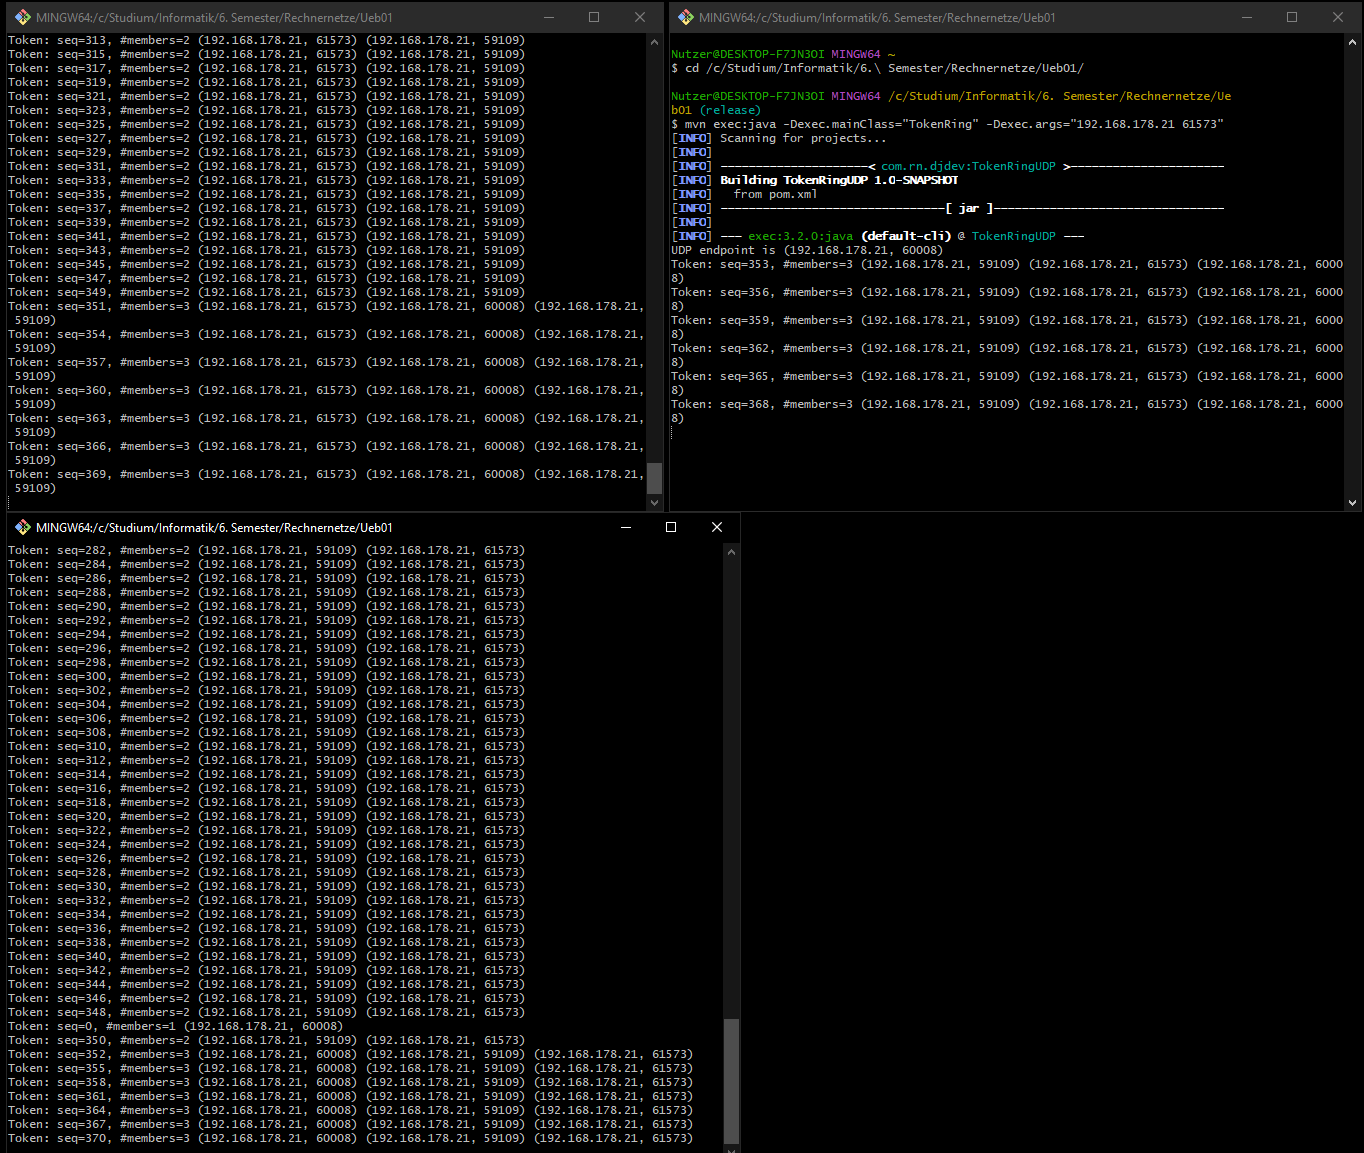 MINGW64:/c/Studium/Informatik/6. Semester/Rechnernetze/Ueb01
Token: seq=313, #members=2 (192.168.178.21, 61573) (192.168.178.21, 59109)
Token: seq=315, #members=2 (192.168.178.21, 61573) (192.168.178.21, 59109)
Token: seq=317, #members=2 (192.168.178.21, 61573) (192.168.178.21, 59109)
Token: seq=319, #members=2 (192.168.178.21, 61573) (192.168.178.21, 59109)
Token: seq=321, #members=2 (192.168.178.21, 61573) (192.168.178.21, 59109)
Token: seq=323, #members=2 (192.168.178.21, 61573) (192.168.178.21, 59109)
Token: seq=325, #members=2 (192.168.178.21, 61573) (192.168.178.21, 59109)
Token: seq=327, #members=2 (192.168.178.21, 61573) (192.168.178.21, 59109)
Token: seq=329, #members=2 (192.168.178.21, 61573) (192.168.178.21, 59109)
Token: seq=331, #members=2 (192.168.178.21, 61573) (192.168.178.21, 59109)
Token: seq=333, #members=2 (192.168.178.21, 61573) (192.168.178.21, 59109)
Token: seq=335, #members=2 (192.168.178.21, 61573) (192.168.178.21, 59109)
Token: seq=337, #members=2 (192.168.178.21, 61573) (192.168.178.21, 59109)
Token: seq=339, #members=2 (192.168.178.21, 61573) (192.168.178.21, 59109)
Token: seq=341, #members=2 (192.168.178.21, 61573) (192.168.178.21, 59109)
Token: seq=343, #members=2 (192.168.178.21, 61573) (192.168.178.21, 59109)
Token: seq=345, #members=2 (192.168.178.21, 61573) (192.168.178.21, 59109)
Token: seq=347, #members=2 (192.168.178.21, 61573) (192.168.178.21, 59109)
Token: seq=349, #members=2 (192.168.178.21, 61573) (192.168.178.21, 59109)
Token: seq=351, #members=3 (192.168.178.21, 61573) (192.168.178.21, 60008) (192.168.178.21,
 59109)
Token: seq=354, #members=3 (192.168.178.21, 61573) (192.168.178.21, 60008) (192.168.178.21,
 59109)
Token: seq=357, #members=3 (192.168.178.21, 61573) (192.168.178.21, 60008) (192.168.178.21,
 59109)
Token: seq=360, #members=3 (192.168.178.21, 61573) (192.168.178.21, 60008) (192.168.178.21,
 59109)
Token: seq=363, #members=3 (192.168.178.21, 61573) (192.168.178.21, 60008) (192.168.178.21,
 59109)
Token: seq=366, #members=3 (192.168.178.21, 61573) (192.168.178.21, 60008) (192.168.178.21,
 59109)
Token: seq=369, #members=3 (192.168.178.21, 61573) (192.168.178.21, 60008) (192.168.178.21,
 59109)
MINGW64:/c/Studium/Informatik/6. Semester/Rechnernetze/Ueb01
Nutzer@DESKTOP-F7JN3OI MINGW64 ~
$ cd /c/Studium/Informatik/6.\ Semester/Rechnernetze/Ueb01/
Nutzer@DESKTOP-F7JN3OI MINGW64 /c/Studium/Informatik/6. Semester/Rechnernetze/Ue
b01 (release)
$ mvn exec:java -Dexec.mainClass="TokenRing" -Dexec.args="192.168.178.21 61573"
[INFO] Scanning for projects...
[INFO]
[INFO] ---------------------< com.rn.djdev:TokenRingUDP >----------------------
[INFO] Building TokenRingUDP 1.0-SNAPSHOT
[INFO]   from pom.xml
[INFO] --------------------------------[ jar ]---------------------------------
[INFO]
[INFO] --- exec:3.2.0:java (default-cli) @ TokenRingUDP ---
UDP endpoint is (192.168.178.21, 60008)
Token: seq=353, #members=3 (192.168.178.21, 59109) (192.168.178.21, 61573) (192.168.178.21, 6000
8)
Token: seq=356, #members=3 (192.168.178.21, 59109) (192.168.178.21, 61573) (192.168.178.21, 6000
8)
Token: seq=359, #members=3 (192.168.178.21, 59109) (192.168.178.21, 61573) (192.168.178.21, 6000
8)
Token: seq=362, #members=3 (192.168.178.21, 59109) (192.168.178.21, 61573) (192.168.178.21, 6000
8)
Token: seq=365, #members=3 (192.168.178.21, 59109) (192.168.178.21, 61573) (192.168.178.21, 6000
8)
Token: seq=368, #members=3 (192.168.178.21, 59109) (192.168.178.21, 61573) (192.168.178.21, 6000
8)
MINGW64:/c/Studium/Informatik/6. Semester/Rechnernetze/Ueb01
Token: seq=282, #members=2 (192.168.178.21, 59109) (192.168.178.21, 61573)
Token: seq=284, #members=2 (192.168.178.21, 59109) (192.168.178.21, 61573)
Token: seq=286, #members=2 (192.168.178.21, 59109) (192.168.178.21, 61573)
Token: seq=288, #members=2 (192.168.178.21, 59109) (192.168.178.21, 61573)
Token: seq=290, #members=2 (192.168.178.21, 59109) (192.168.178.21, 61573)
Token: seq=292, #members=2 (192.168.178.21, 59109) (192.168.178.21, 61573)
Token: seq=294, #members=2 (192.168.178.21, 59109) (192.168.178.21, 61573)
Token: seq=296, #members=2 (192.168.178.21, 59109) (192.168.178.21, 61573)
Token: seq=298, #members=2 (192.168.178.21, 59109) (192.168.178.21, 61573)
Token: seq=300, #members=2 (192.168.178.21, 59109) (192.168.178.21, 61573)
Token: seq=302, #members=2 (192.168.178.21, 59109) (192.168.178.21, 61573)
Token: seq=304, #members=2 (192.168.178.21, 59109) (192.168.178.21, 61573)
Token: seq=306, #members=2 (192.168.178.21, 59109) (192.168.178.21, 61573)
Token: seq=308, #members=2 (192.168.178.21, 59109) (192.168.178.21, 61573)
Token: seq=310, #members=2 (192.168.178.21, 59109) (192.168.178.21, 61573)
Token: seq=312, #members=2 (192.168.178.21, 59109) (192.168.178.21, 61573)
Token: seq=314, #members=2 (192.168.178.21, 59109) (192.168.178.21, 61573)
Token: seq=316, #members=2 (192.168.178.21, 59109) (192.168.178.21, 61573)
Token: seq=318, #members=2 (192.168.178.21, 59109) (192.168.178.21, 61573)
Token: seq=320, #members=2 (192.168.178.21, 59109) (192.168.178.21, 61573)
Token: seq=322, #members=2 (192.168.178.21, 59109) (192.168.178.21, 61573)
Token: seq=324, #members=2 (192.168.178.21, 59109) (192.168.178.21, 61573)
Token: seq=326, #members=2 (192.168.178.21, 59109) (192.168.178.21, 61573)
Token: seq=328, #members=2 (192.168.178.21, 59109) (192.168.178.21, 61573)
Token: seq=330, #members=2 (192.168.178.21, 59109) (192.168.178.21, 61573)
Token: seq=332, #members=2 (192.168.178.21, 59109) (192.168.178.21, 61573)
Token: seq=334, #members=2 (192.168.178.21, 59109) (192.168.178.21, 61573)
Token: seq=336, #members=2 (192.168.178.21, 59109) (192.168.178.21, 61573)
Token: seq=338, #members=2 (192.168.178.21, 59109) (192.168.178.21, 61573)
Token: seq=340, #members=2 (192.168.178.21, 59109) (192.168.178.21, 61573)
Token: seq=342, #members=2 (192.168.178.21, 59109) (192.168.178.21, 61573)
Token: seq=344, #members=2 (192.168.178.21, 59109) (192.168.178.21, 61573)
Token: seq=346, #members=2 (192.168.178.21, 59109) (192.168.178.21, 61573)
Token: seq=348, #members=2 (192.168.178.21, 59109) (192.168.178.21, 61573)
Token: seq=0, #members=1 (192.168.178.21, 60008)
Token: seq=350, #members=2 (192.168.178.21, 59109) (192.168.178.21, 61573)
Token: seq=352, #members=3 (192.168.178.21, 60008) (192.168.178.21, 59109) (192.168.178.21, 61573)
Token: seq=355, #members=3 (192.168.178.21, 60008) (192.168.178.21, 59109) (192.168.178.21, 61573)
Token: seq=358, #members=3 (192.168.178.21, 60008) (192.168.178.21, 59109) (192.168.178.21, 61573)
Token: seq=361, #members=3 (192.168.178.21, 60008) (192.168.178.21, 59109) (192.168.178.21, 61573)
Token: seq=364, #members=3 (192.168.178.21, 60008) (192.168.178.21, 59109) (192.168.178.21, 61573)
Token: seq=367, #members=3 (192.168.178.21, 60008) (192.168.178.21, 59109) (192.168.178.21, 61573)
Token: seq=370, #members=3 (192.168.178.21, 60008) (192.168.178.21, 59109) (192.168.178.21, 61573)